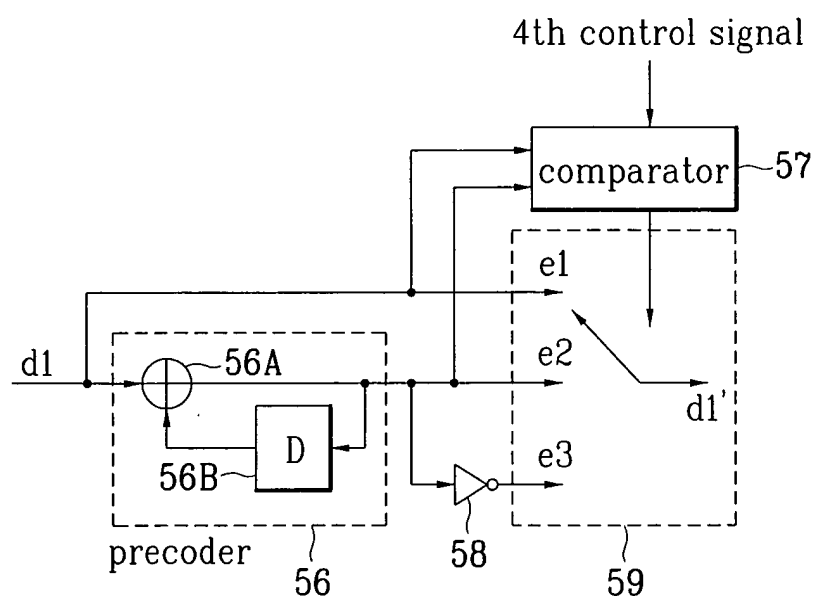 4th control signal
comparator
57
e1
d1
56A
e2
d1'
D
56B
e3
precoder
56
58
59